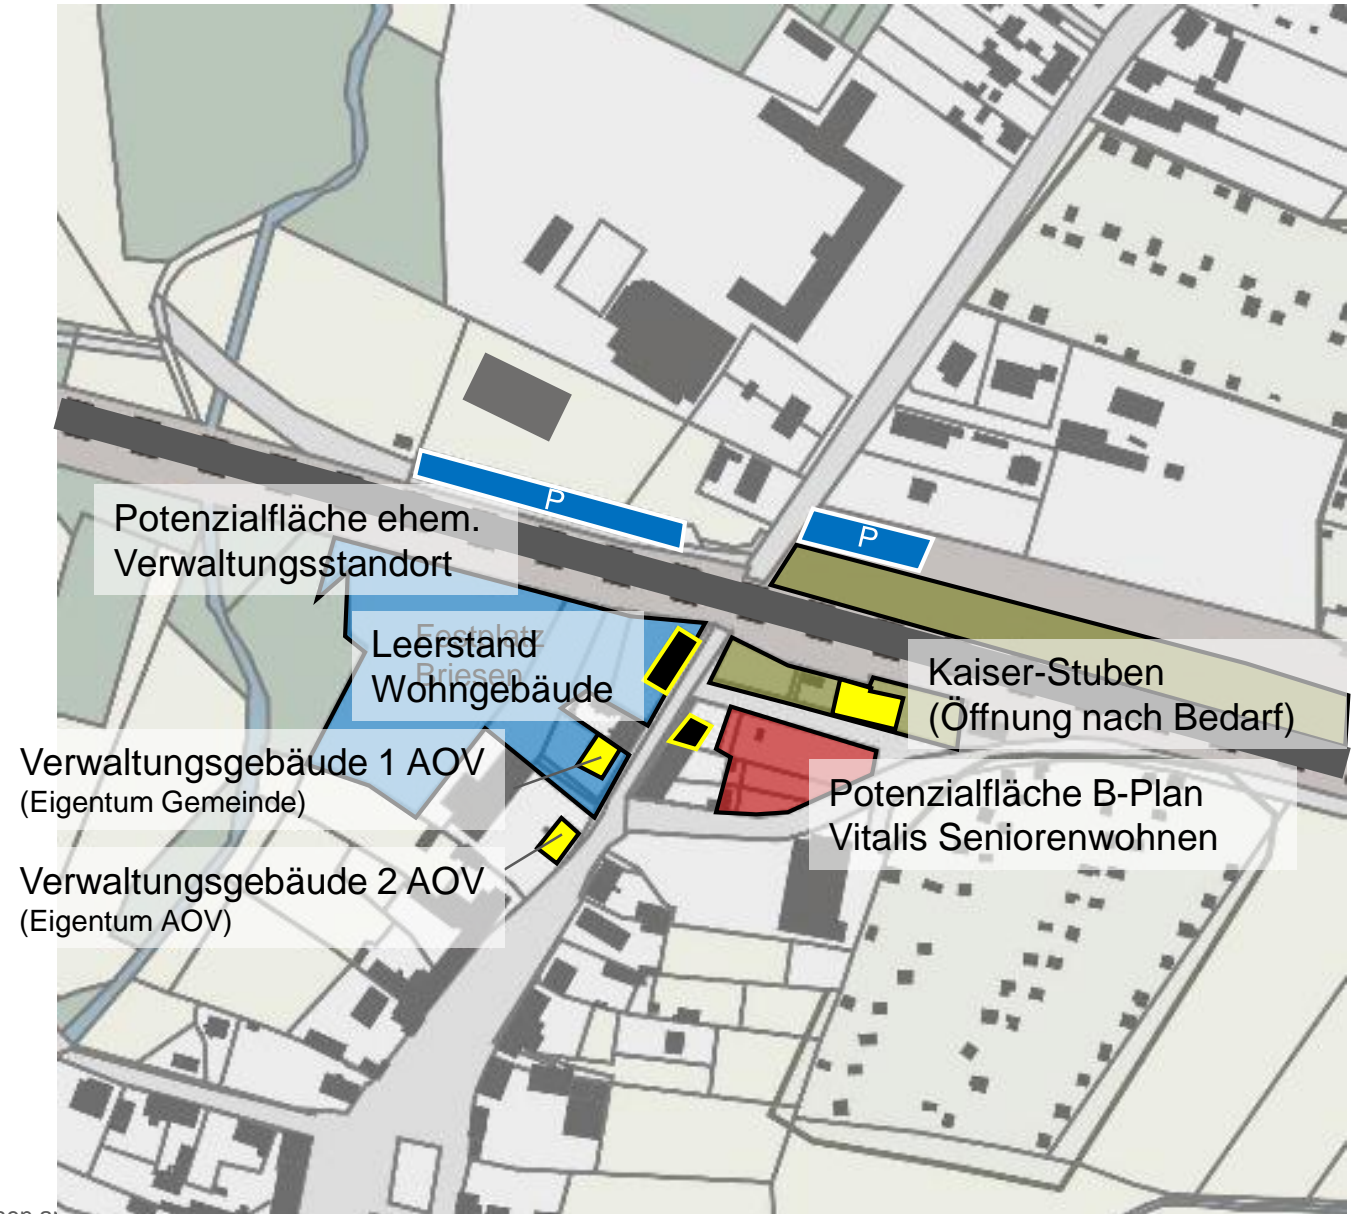 P
Potenzialfläche ehem.
Verwaltungsstandort
P
Festplatz
Briesen
Leerstand
Wohngebäude
Kaiser-Stuben
(Öffnung nach Bedarf)
Verwaltungsgebäude 1 AOV
(Eigentum Gemeinde)
Potenzialfläche B-Plan
Vitalis Seniorenwohnen
Verwaltungsgebäude 2 AOV
(Eigentum AOV)